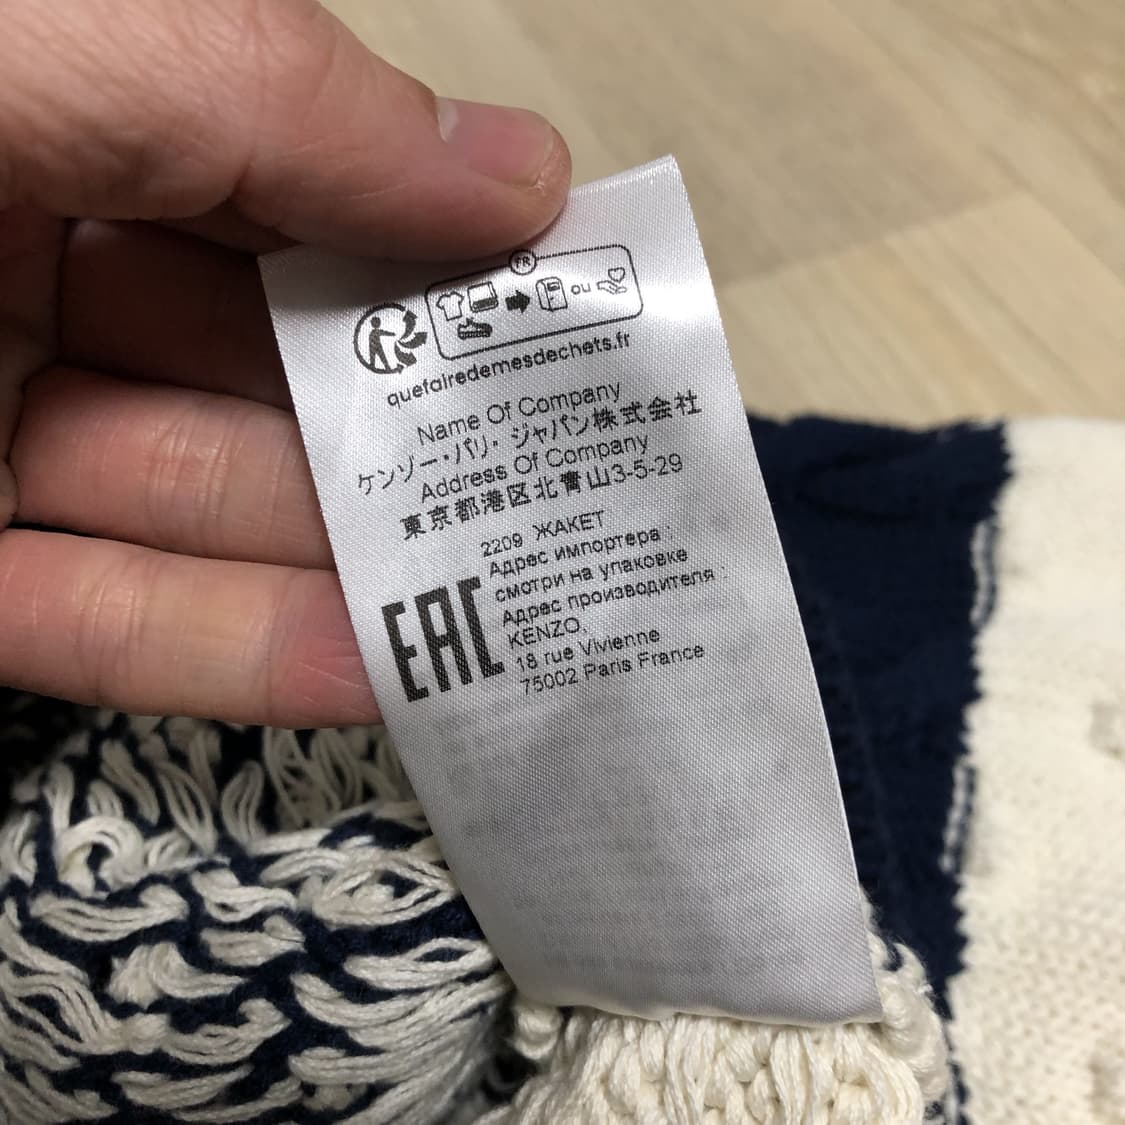 FR
ou
quefairedemesdechets.fr
Name Of Company
ケンゾー・パリ・ジャパン株式会社
Address Of Company
東京都港区北青山3-5-29
2209 ЖАКЕТ
Адрес импортера :
смотри на упаковке
Адрес производителя :
KENZO,
18 rue Vivienne
75002 Paris France
EAC